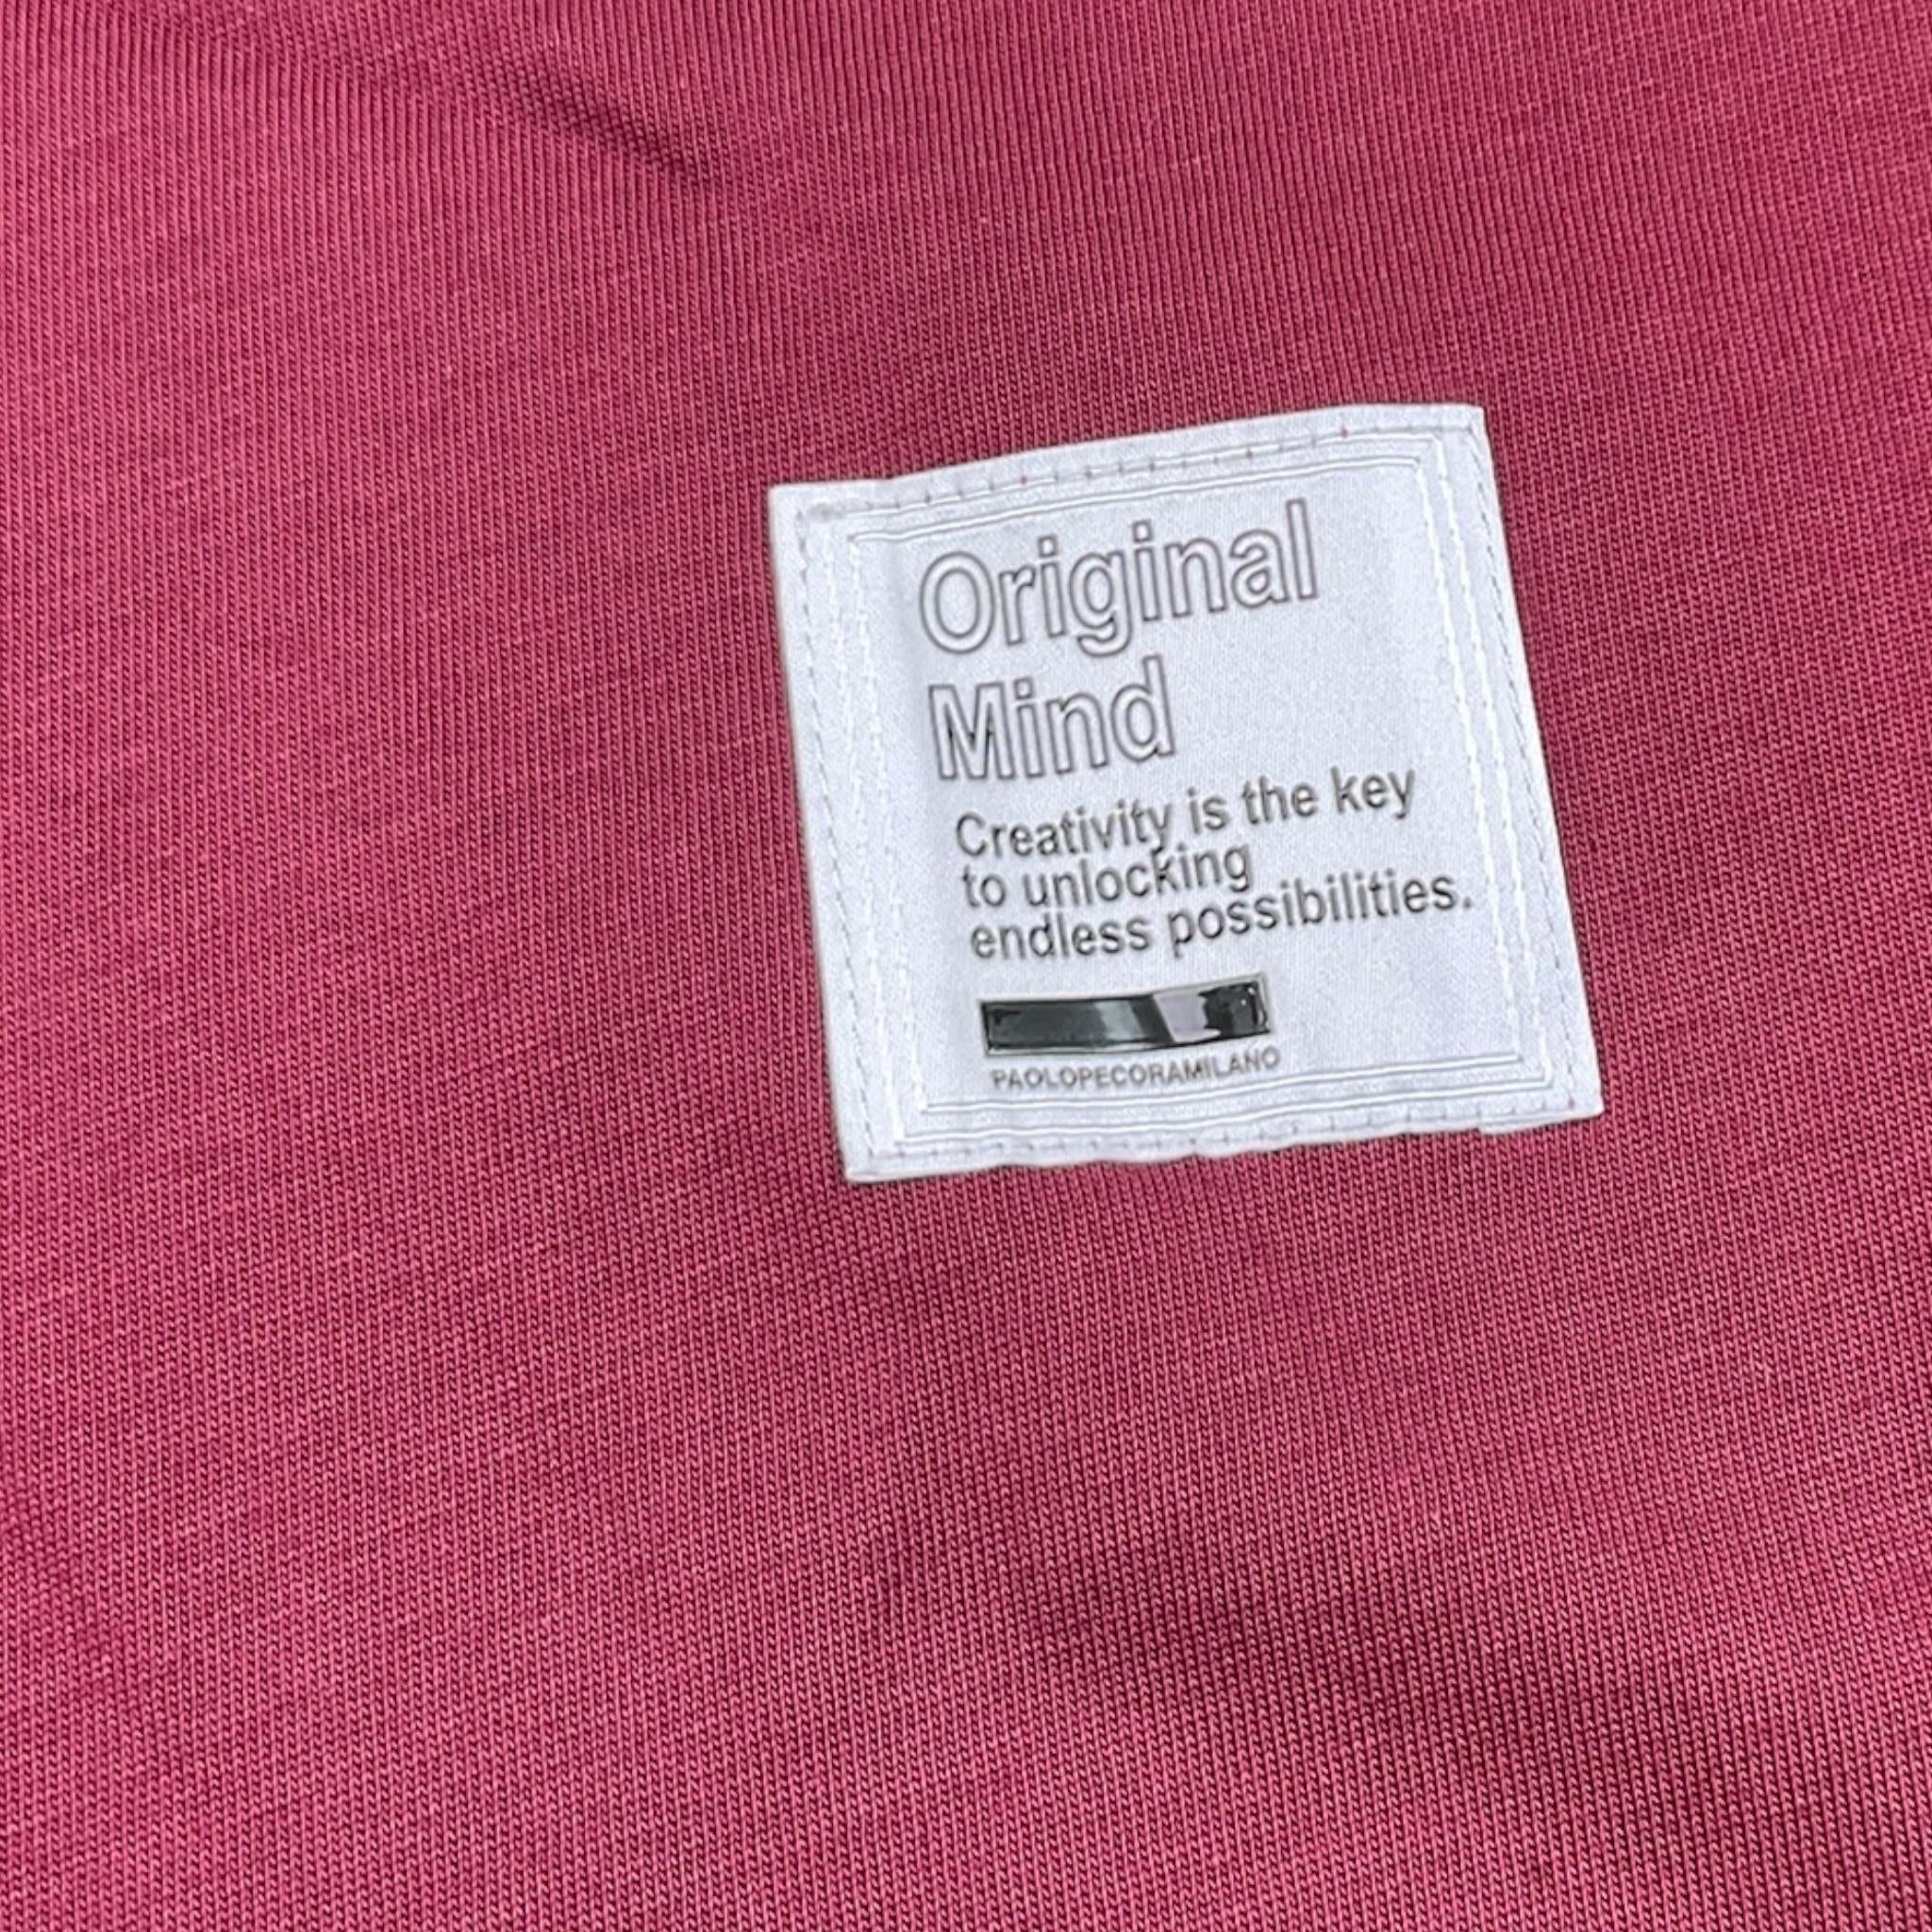 Original
Mind
Creativity is the key
to unlocking
endless possibilities.
PAOLOPECORAMILANO